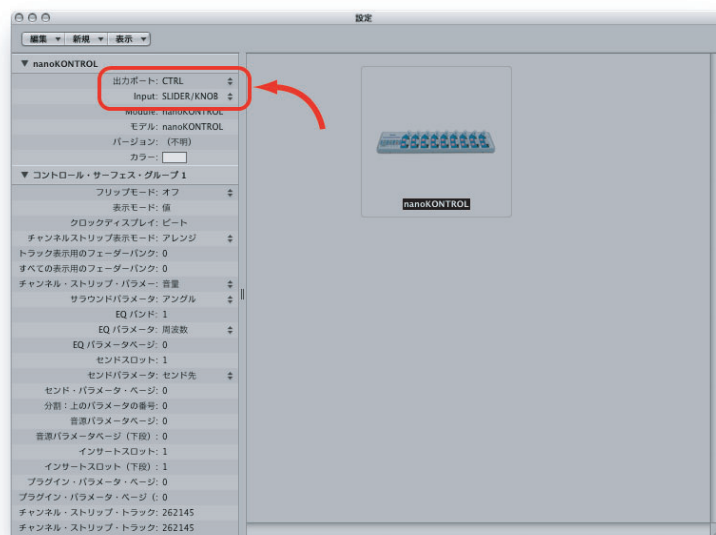 設定
編集 新規 表示
▼ nanoKONTROL
出力ポート: CTRL
Input: SLIDER/KNOB
Module: nanoKONTROL
モデル: nanoKONTROL
バージョン: (不明)
カラー:
▼ コントロール・サーフェス・グループ 1
フリップモード: オフ
表示モード: 値
クロックディスプレイ: ビート
チャンネルストリップ表示モード: アレンジ
トラック表示用のフェーダーバンク: 0
すべての表示用のフェーダーバンク: 0
チャンネル・ストリップ・パラメー: 音量
サラウンドパラメータ: アングル
EQ バンド: 1
EQ パラメータ: 周波数
EQ パラメータページ: 0
センドスロット: 1
センドパラメータ: センド先
センド・パラメータ・ページ: 0
分割：上のパラメータの番号: 0
音源パラメータページ: 0
音源パラメータページ（下段）: 0
インサートスロット: 1
インサートスロット（下段）: 1
プラグイン・パラメータ・ページ: 0
プラグイン・パラメータ・ページ（: 0
チャンネル・ストリップ・トラック: 262145
チャンネル・ストリップ・トラック: 262145
nanoKONTROL